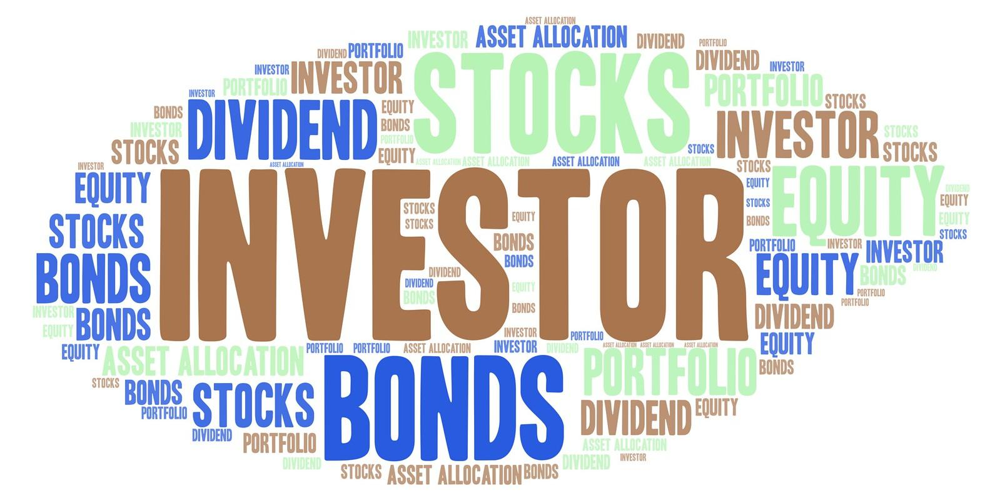 ASSET ALLOCATION
INVESTOR ASSET ALLOCATION DIVIDEND PORTFOLIO
DIVIDEND PORTFOLIO DIVIDEND INVESTOR
INVESTOR PORTFOLIO INVESTOR STOCKS PORTFOLIO STOCKS
INVESTOR DIVIDEND EQUITY INVESTOR
BONDS BONDS
INVESTOR PORTFOLIO STOCKS
STOCKS EQUITY STOCKS STOCKS
INVESTOR ASSET ALLOCATION ASSET ALLOCATION ASSET ALLOCATION ASSET ALLOCATION ASSET ALLOCATION STOCKS
EQUITY INVESTOR EQUITY EQUITY DIVIDEND
STOCKS STOCKS EQUITY
STOCKS STOCKS EQUITY BONDS EQUITY
STOCKS
BONDS BONDS PORTFOLIO INVESTOR INVESTOR
BONDS EQUITY BONDS DIVIDEND
DIVIDEND
DIVIDEND EQUITY PORTFOLIO
BONDS PORTFOLIO
INVESTOR BONDS BONDS DIVIDEND
EQUITY INVESTOR PORTFOLIO
EQUITY ASSET ALLOCATION PORTFOLIO PORTFOLIO ASSET ALLOCATION INVESTOR DIVIDEND ASSET ALLOCATION ASSET ALLOCATION ASSET ALLOCATION EQUITY
PORTFOLIO BONDS
STOCKS BONDS STOCKS BONDS
PORTFOLIO DIVIDEND EQUITY
DIVIDEND PORTFOLIO ASSET ALLOCATION
DIVIDEND DIVIDEND INVESTOR
STOCKS ASSET ALLOCATION BONDS